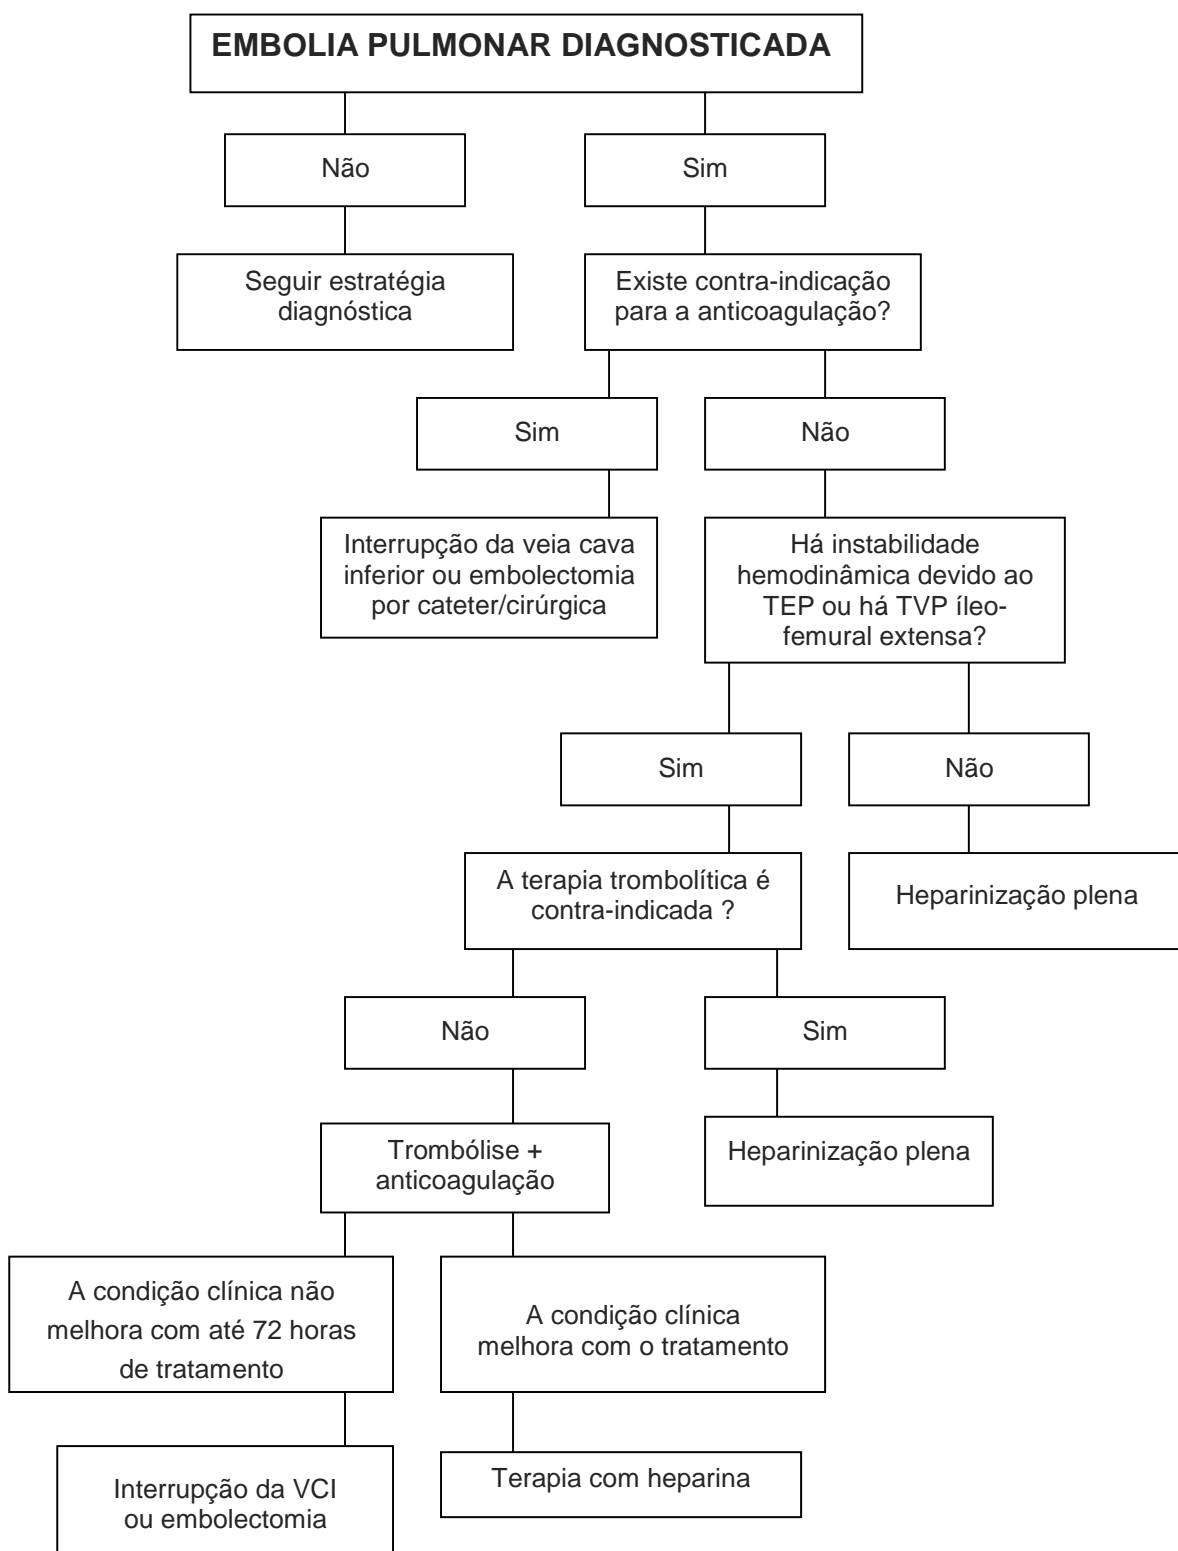 EMBOLIA PULMONAR DIAGNOSTICADA
Não
Sim
Seguir estratégia
diagnóstica
Existe contra-indicação
para a anticoagulação?
Sim
Não
Interrupção da veia cava
inferior ou embolectomia
por cateter/cirúrgica
Há instabilidade
hemodinâmica devido ao
TEP ou há TVP íleo-
femural extensa?
Sim
Não
A terapia trombolítica é
contra-indicada ?
Heparinização plena
Não
Sim
Trombólise +
anticoagulação
Heparinização plena
A condição clínica não
melhora com até 72 horas
de tratamento
A condição clínica
melhora com o tratamento
Interrupção da VCI
ou embolectomia
Terapia com heparina